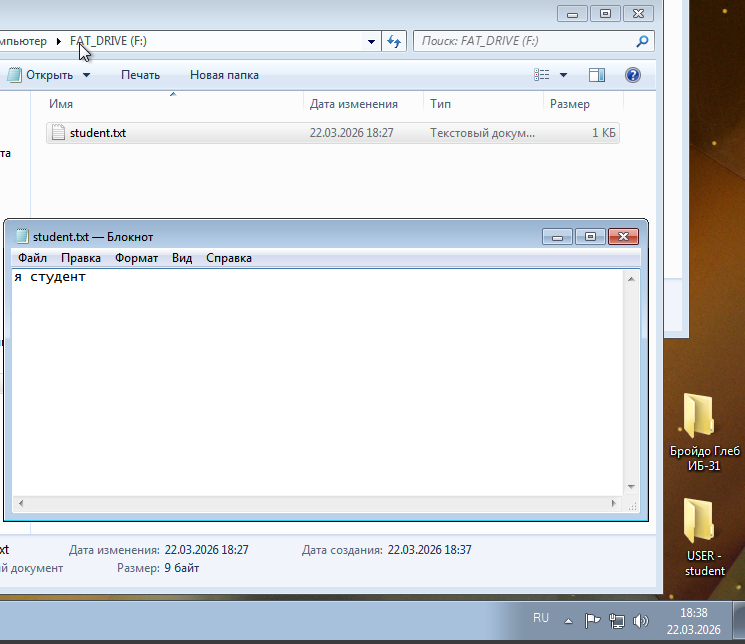 мпьютер ▸ FAT_DRIVE (F:)
Поиск: FAT_DRIVE (F:)
Открыть Печать Новая папка
Имя Дата изменения Тип Размер
student.txt 22.03.2026 18:27 Текстовый докум... 1 КБ
та
student.txt — Блокнот
Файл Правка Формат Вид Справка
я студент
Бройдо Глеб
ИБ-31
USER -
student
xt Дата изменения: 22.03.2026 18:27 Дата создания: 22.03.2026 18:37
й документ Размер: 9 байт
RU 18:38
22.03.2026